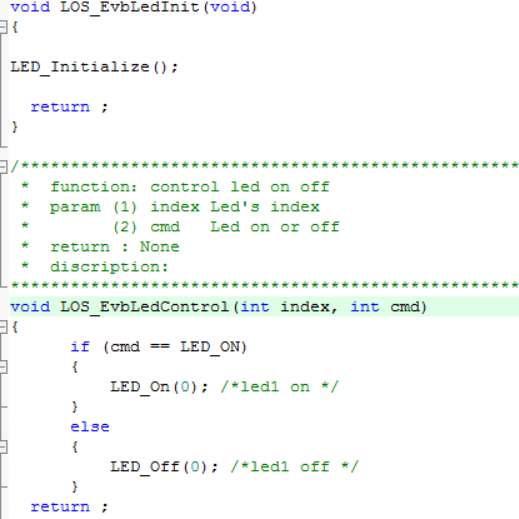 void LOS_EvbLedInit(void)
{
LED_Initialize();
return ;
}
/**************************************************
*  function: control led on off
*  param (1) index Led's index
*        (2) cmd   Led on or off
*  return : None
*  discription:
***************************************************
void LOS_EvbLedControl(int index, int cmd)
{
if (cmd == LED_ON)
{
LED_On(0); /*led1 on */
}
else
{
LED_Off(0); /*led1 off */
}
return ;